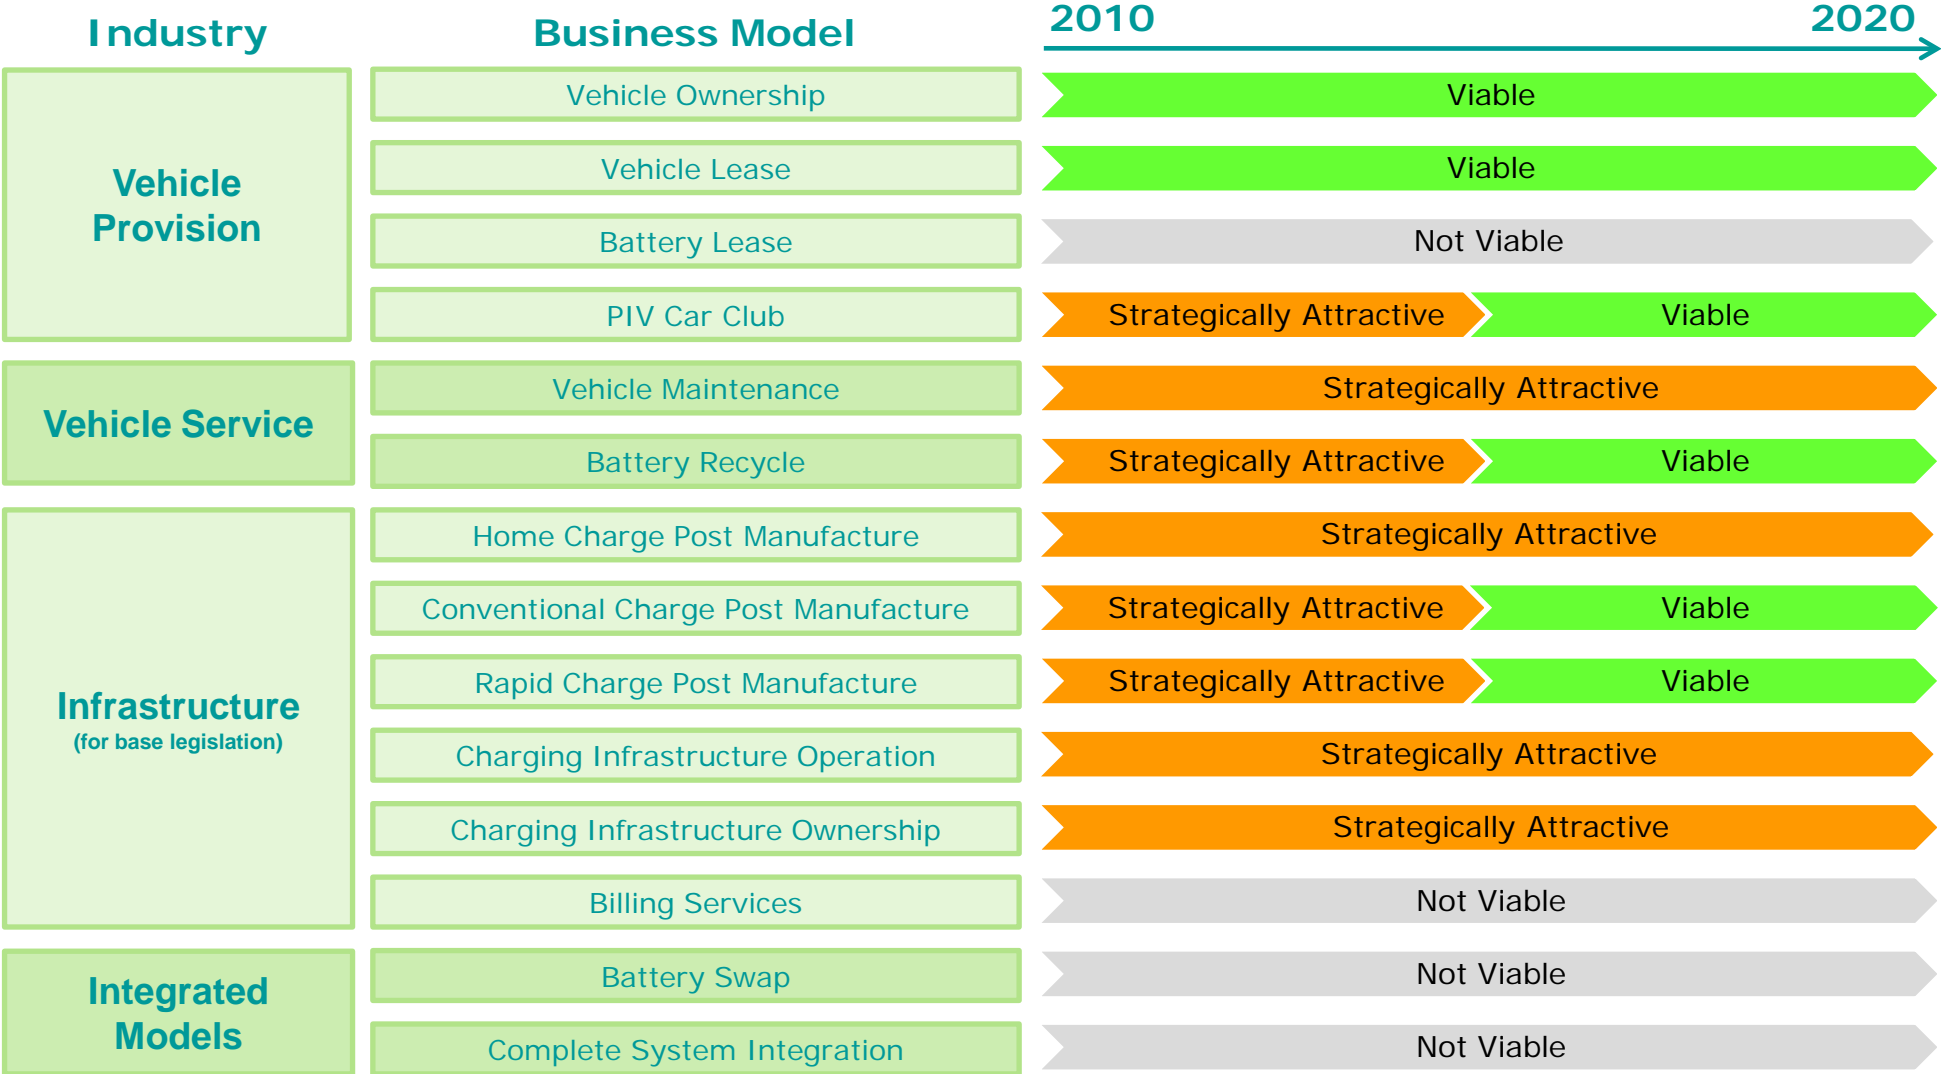 Industry
Business Model
2010
2020
Vehicle
Provision
Vehicle Ownership
Viable
Vehicle Lease
Viable
Battery Lease
Not Viable
PIV Car Club
Strategically Attractive
Viable
Vehicle Service
Vehicle Maintenance
Strategically Attractive
Battery Recycle
Strategically Attractive
Viable
Infrastructure
(for base legislation)
Home Charge Post Manufacture
Strategically Attractive
Conventional Charge Post Manufacture
Strategically Attractive
Viable
Rapid Charge Post Manufacture
Strategically Attractive
Viable
Charging Infrastructure Operation
Strategically Attractive
Charging Infrastructure Ownership
Strategically Attractive
Billing Services
Not Viable
Integrated
Models
Battery Swap
Not Viable
Complete System Integration
Not Viable